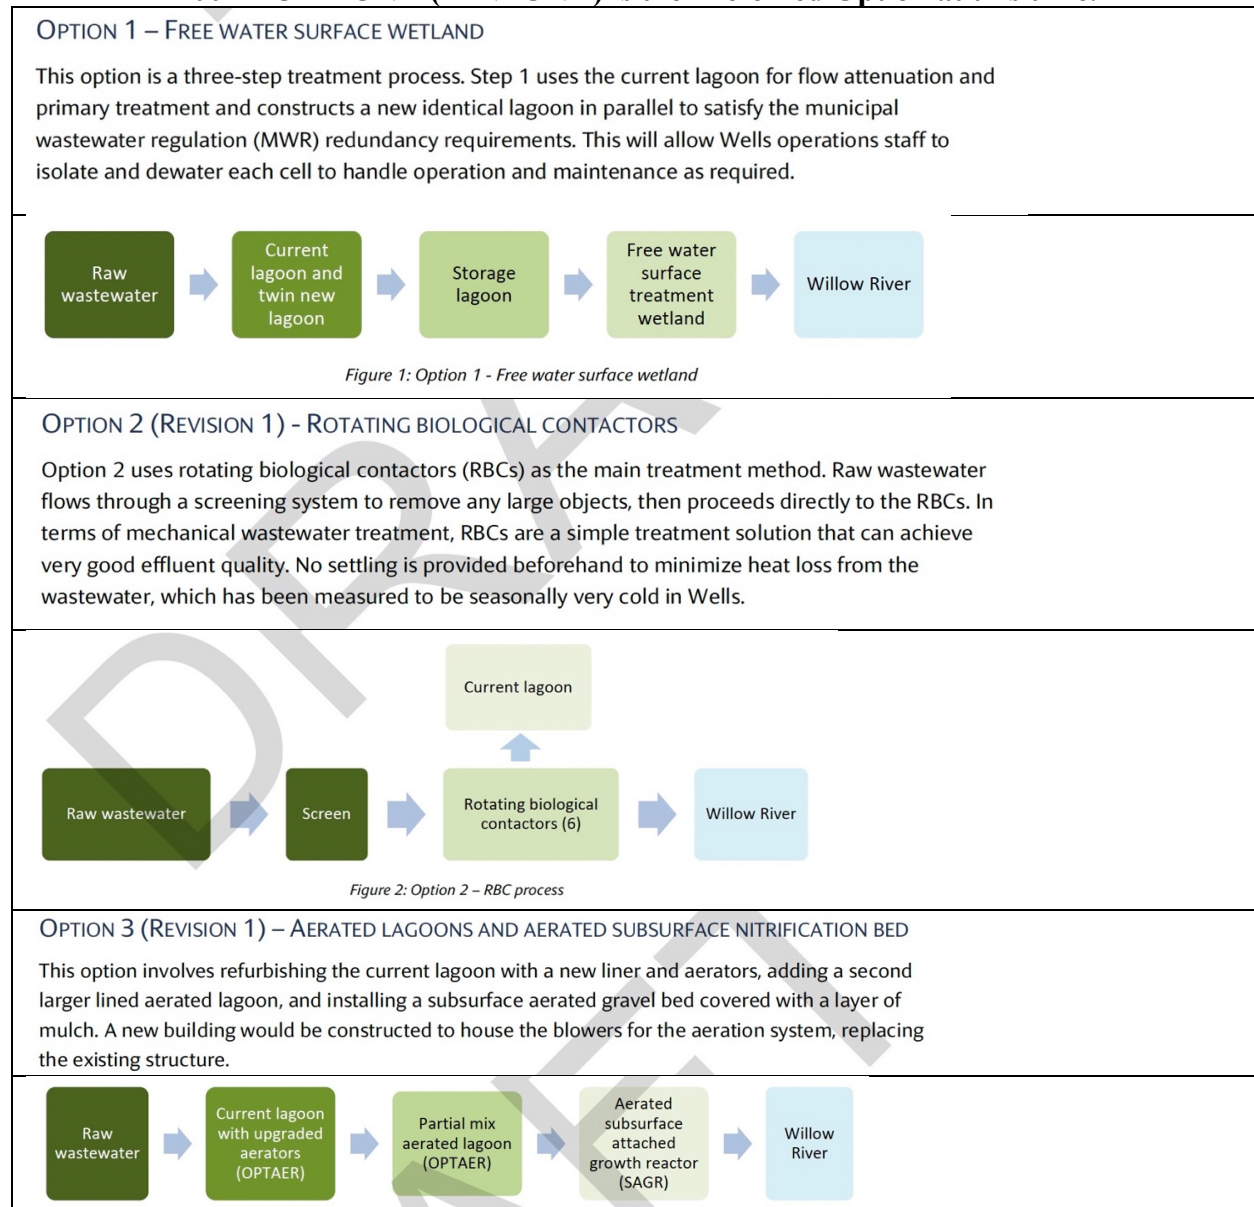 OPTION 1 – FREE WATER SURFACE WETLAND
This option is a three-step treatment process. Step 1 uses the current lagoon for flow attenuation and
primary treatment and constructs a new identical lagoon in parallel to satisfy the municipal
wastewater regulation (MWR) redundancy requirements. This will allow Wells operations staff to
isolate and dewater each cell to handle operation and maintenance as required.
Raw
wastewater
Current
lagoon and
twin new
lagoon
Storage
lagoon
Free water
surface
treatment
wetland
Willow River
Figure 1: Option 1 - Free water surface wetland
OPTION 2 (REVISION 1) - ROTATING BIOLOGICAL CONTACTORS
Option 2 uses rotating biological contactors (RBCs) as the main treatment method. Raw wastewater
flows through a screening system to remove any large objects, then proceeds directly to the RBCs. In
terms of mechanical wastewater treatment, RBCs are a simple treatment solution that can achieve
very good effluent quality. No settling is provided beforehand to minimize heat loss from the
wastewater, which has been measured to be seasonally very cold in Wells.
Current lagoon
Raw wastewater
Screen
Rotating biological
contactors (6)
Willow River
Figure 2: Option 2 – RBC process
OPTION 3 (REVISION 1) – AERATED LAGOONS AND AERATED SUBSURFACE NITRIFICATION BED
This option involves refurbishing the current lagoon with a new liner and aerators, adding a second
larger lined aerated lagoon, and installing a subsurface aerated gravel bed covered with a layer of
mulch. A new building would be constructed to house the blowers for the aeration system, replacing
the existing structure.
Raw
wastewater
Current lagoon
with upgraded
aerators
(OPTAER)
Partial mix
aerated lagoon
(OPTAER)
Aerated
subsurface
attached
growth reactor
(SAGR)
Willow
River
DRAFT